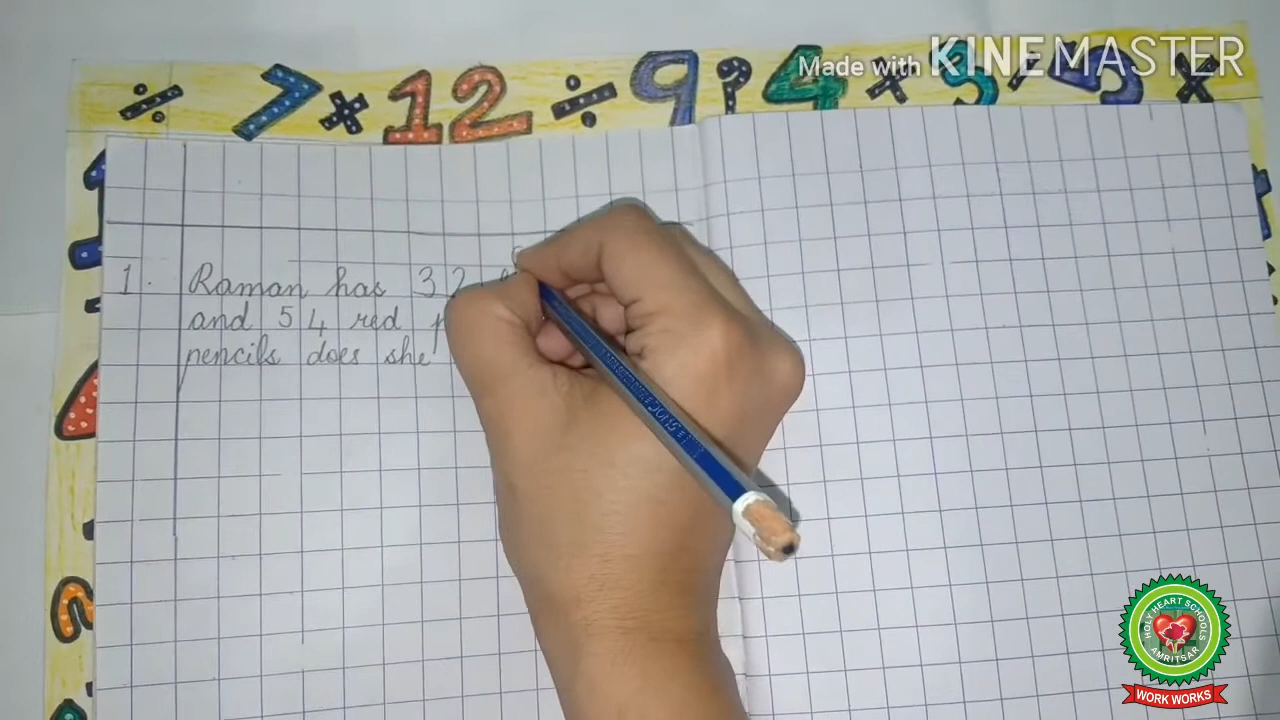 Made with KINEMASTER
÷ 7 × 12 ÷ 9 ? 4 × 3
1. Raman has 32
and 54 red
pencils does she
HOLY HEART SCHOOLS
AMRITSAR
WORK WORKS